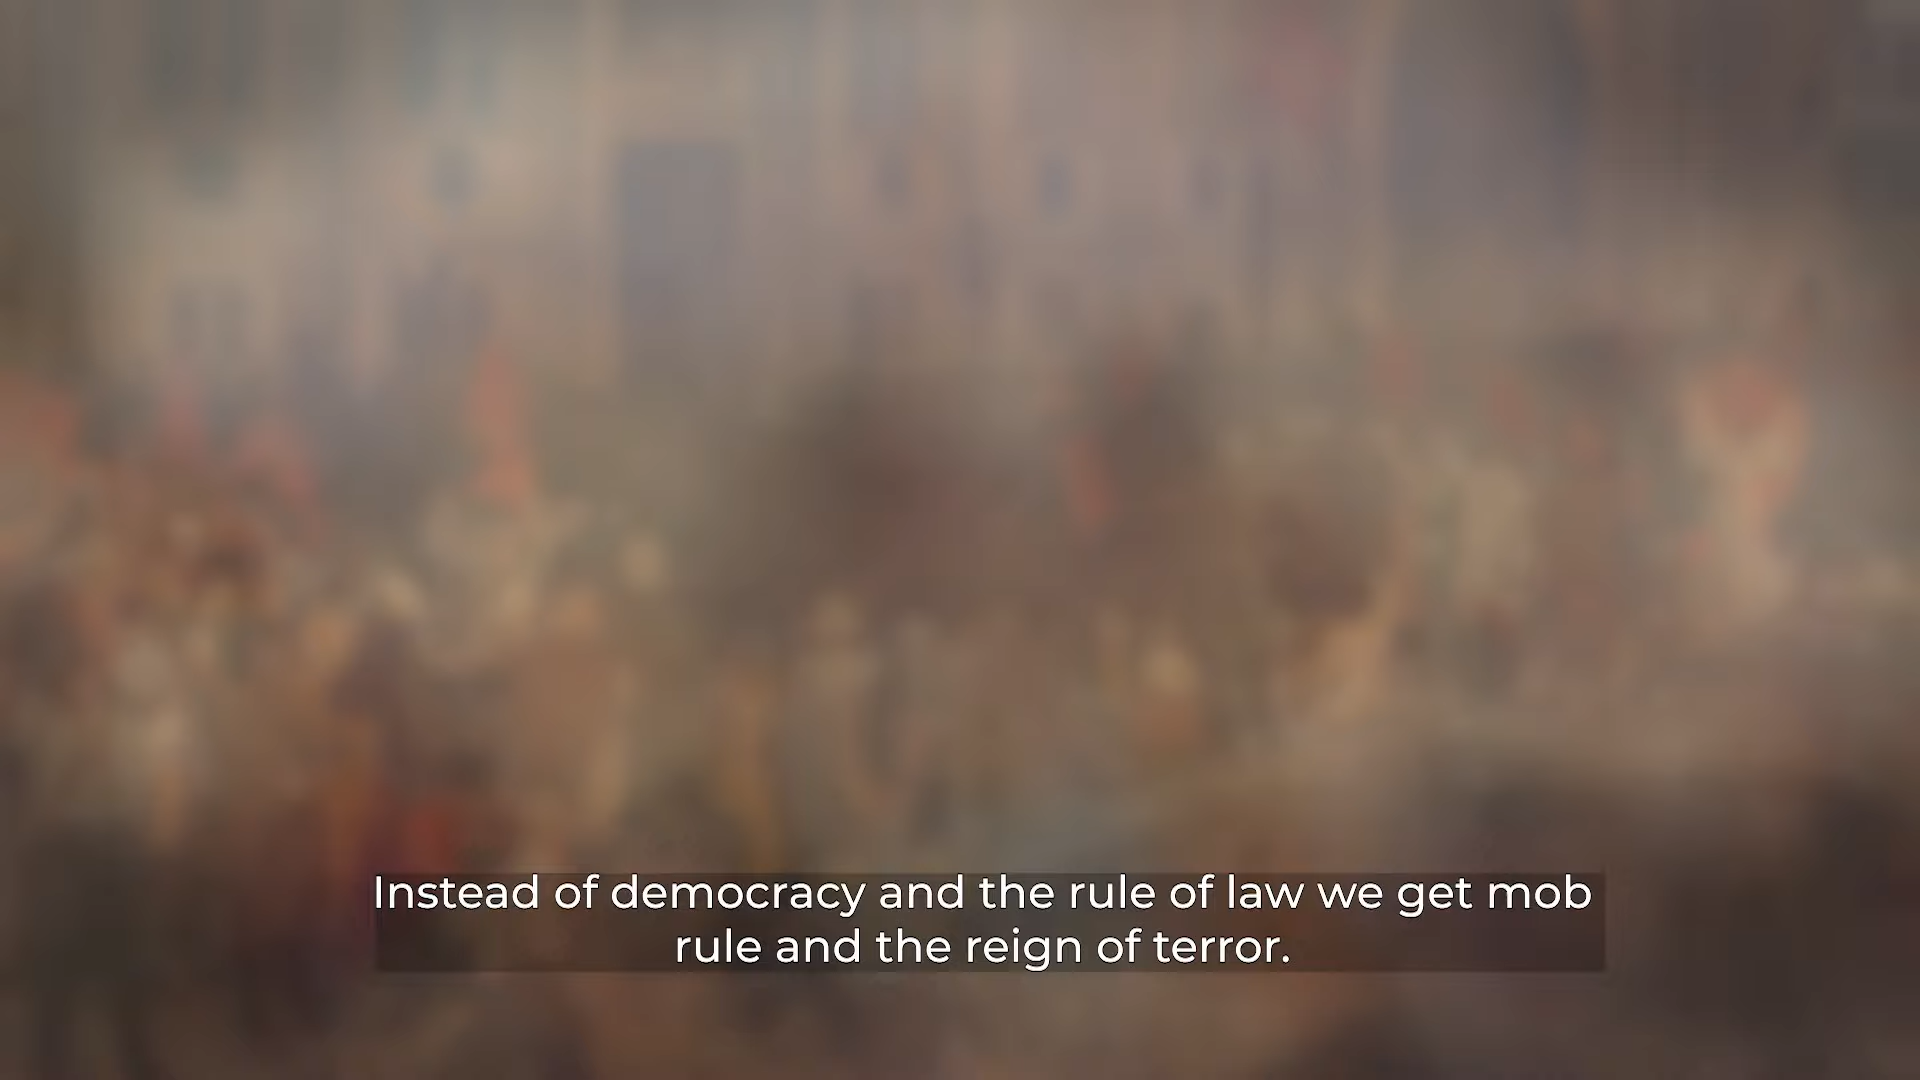 Instead of democracy and the rule of law we get mob
rule and the reign of terror.